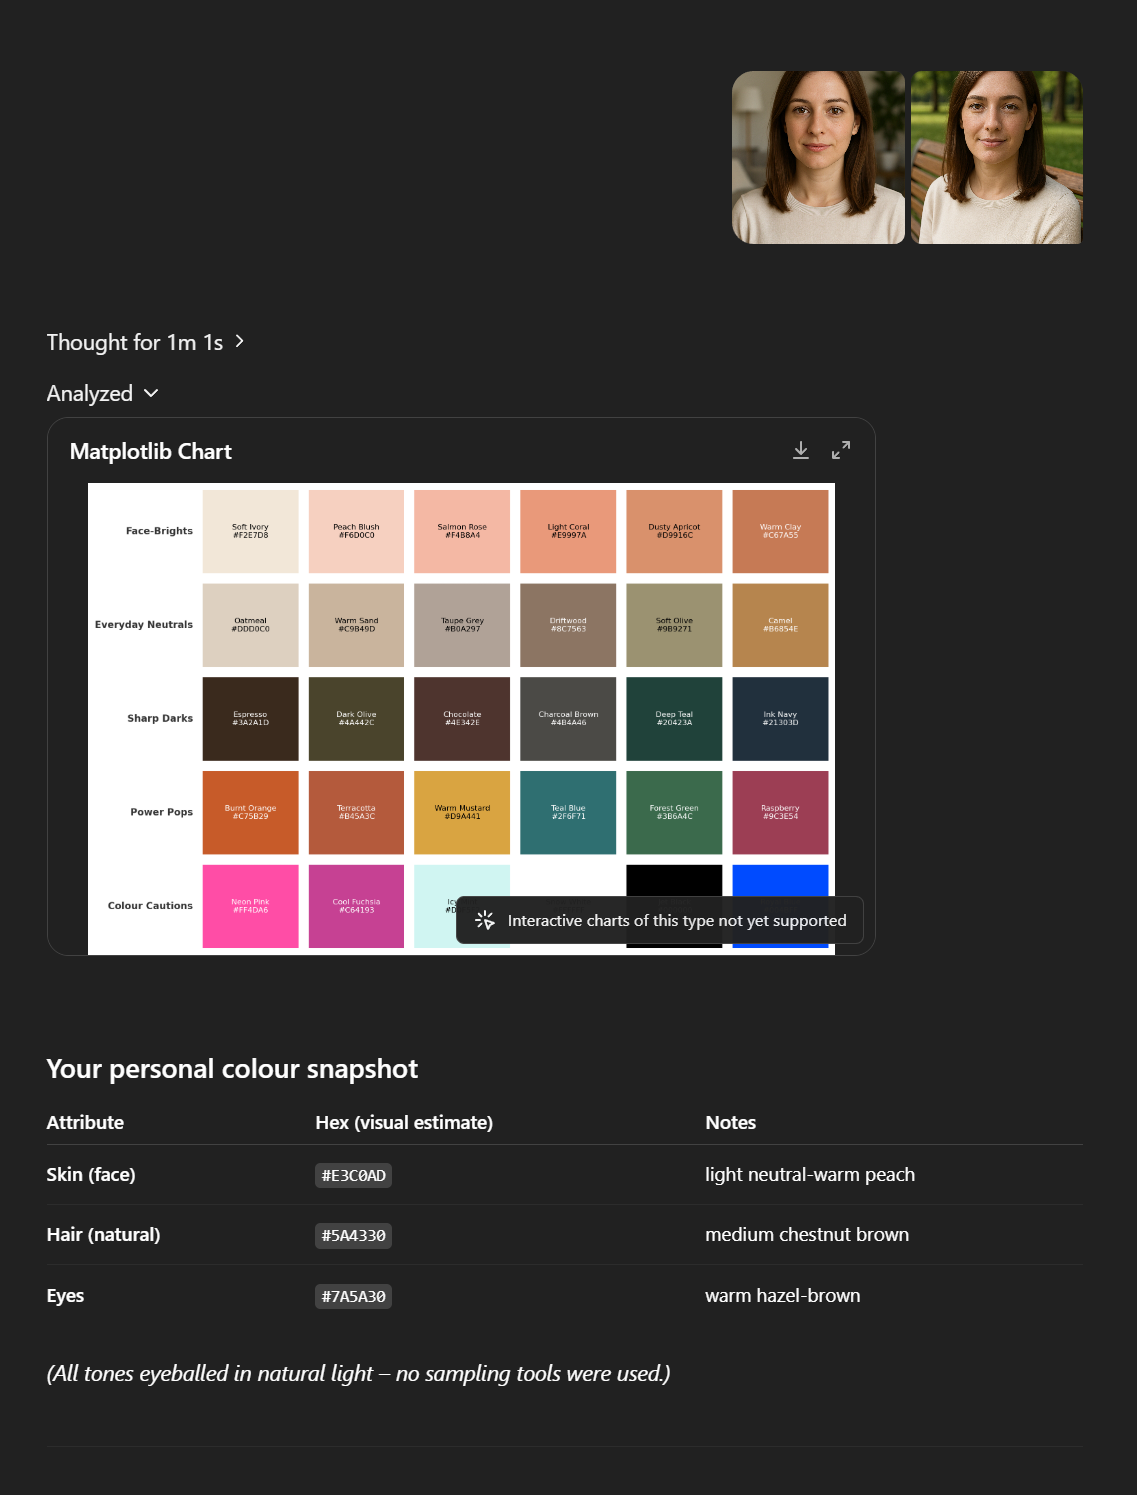 Thought for 1m 1s
Analyzed
Matplotlib Chart
Face-Brights
Soft Ivory
#F2E7D8
Peach Blush
#F6D0C0
Salmon Rose
#F4B8A4
Light Coral
#E9997A
Dusty Apricot
#D9916C
Warm Clay
#C67A55
Everyday Neutrals
Oatmeal
#DDD0C0
Warm Sand
#C9B49D
Taupe Grey
#B0A297
Driftwood
#8C7563
Soft Olive
#9B9271
Camel
#B6854E
Sharp Darks
Espresso
#3A2A1D
Dark Olive
#4A442C
Chocolate
#4E342E
Charcoal Brown
#4B4A46
Deep Teal
#20423A
Ink Navy
#21303D
Power Pops
Burnt Orange
#C75B29
Terracotta
#B45A3C
Warm Mustard
#D9A441
Teal Blue
#2F6F71
Forest Green
#3B6A4C
Raspberry
#9C3E54
Colour Cautions
Neon Pink
#FF4DA6
Cool Fuchsia
#C64193
Interactive charts of this type not yet supported
Your personal colour snapshot
Attribute Hex (visual estimate) Notes
Skin (face) #E3C0AD light neutral-warm peach
Hair (natural) #5A4330 medium chestnut brown
Eyes #7A5A30 warm hazel-brown
(All tones eyeballed in natural light – no sampling tools were used.)